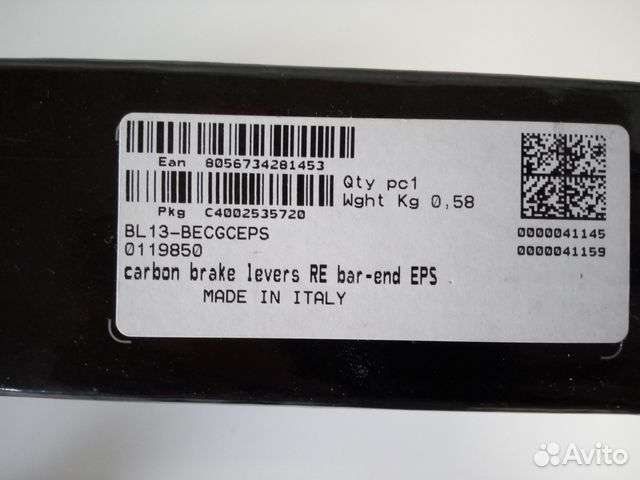 Ean 8056734281453
Qty pc1
Wght Kg 0,58
Pkg C4002535720
BL13-BECGCEPS
0000041145
0119850
0000041159
carbon brake levers RE bar-end EPS
MADE IN ITALY
Avito